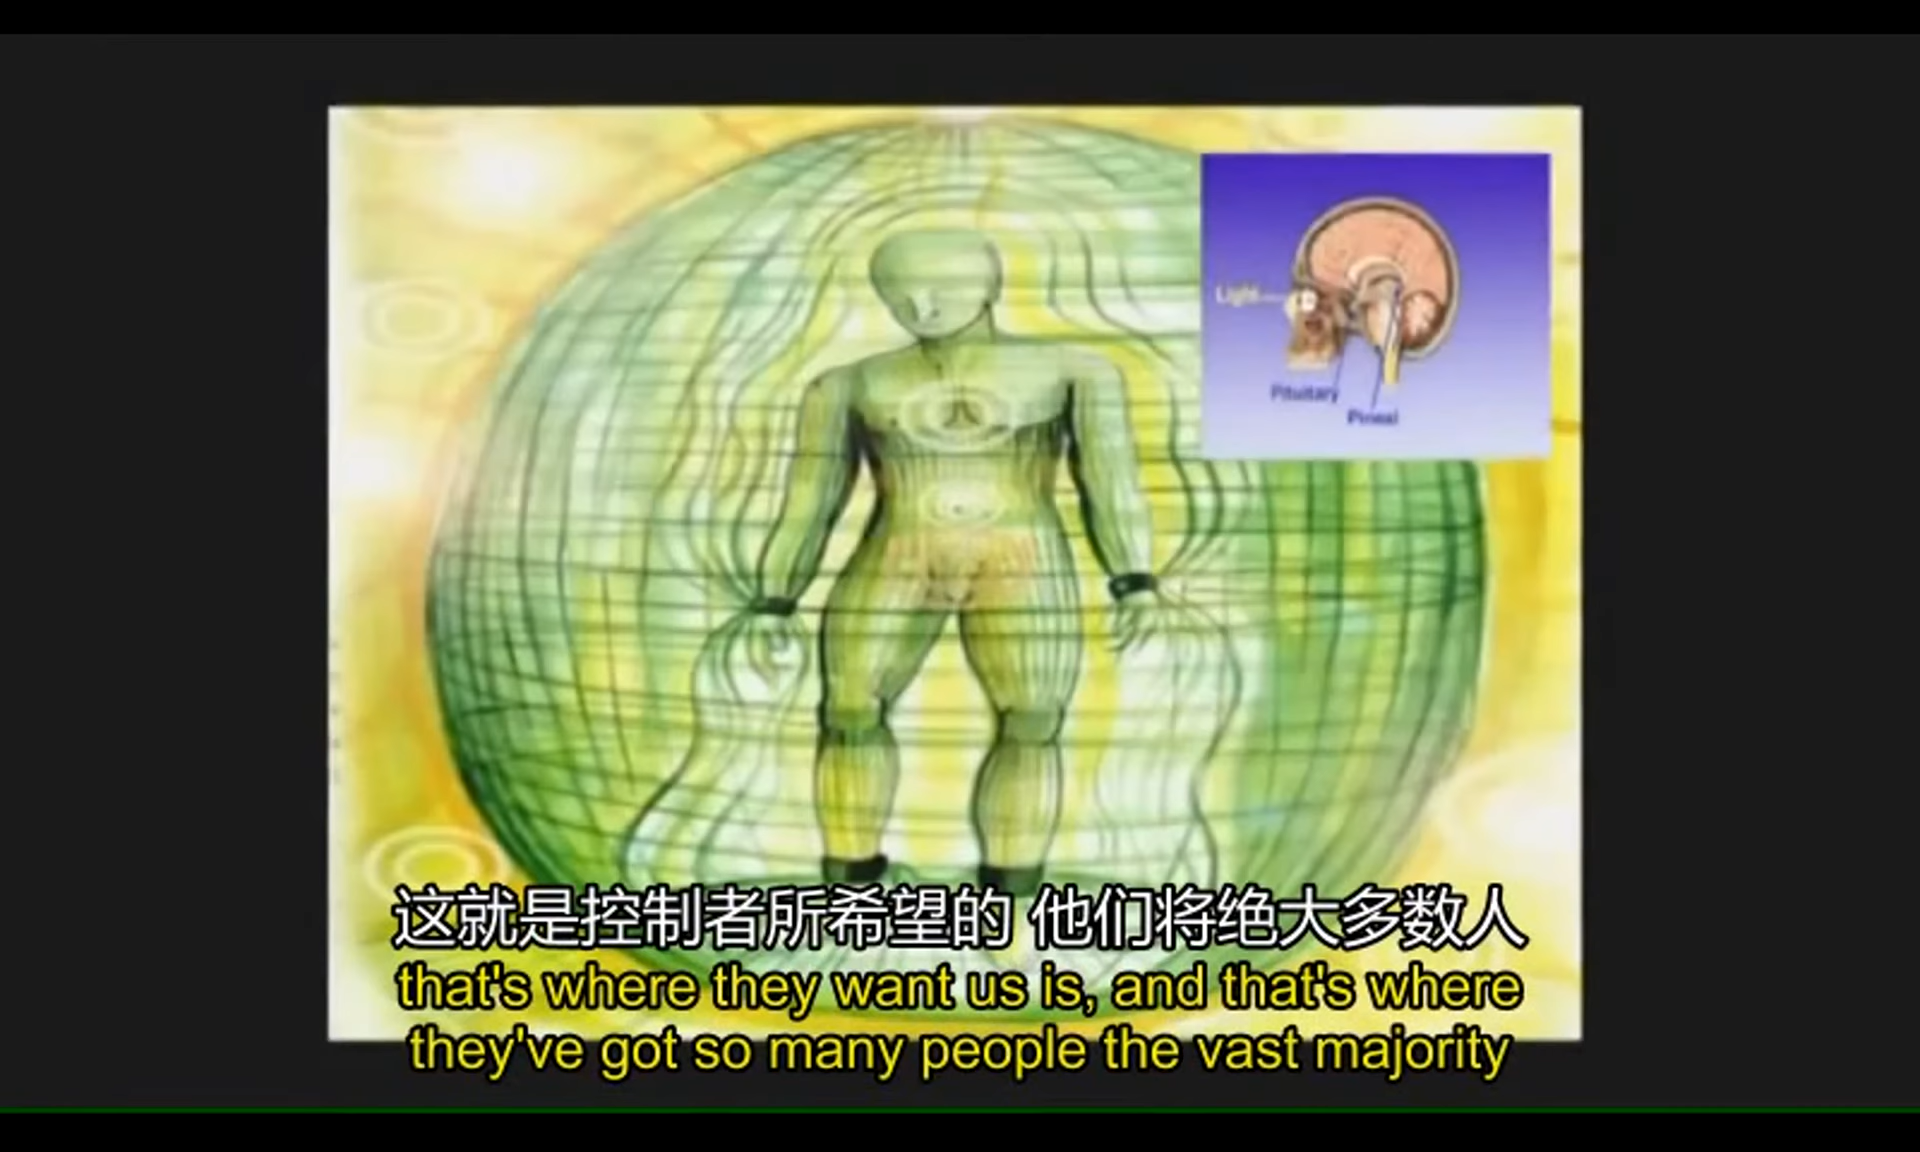 Light
Pituitary
Pineal
这就是控制者所希望的 他们将绝大多数人
that's where they want us is, and that's where
they've got so many people the vast majority